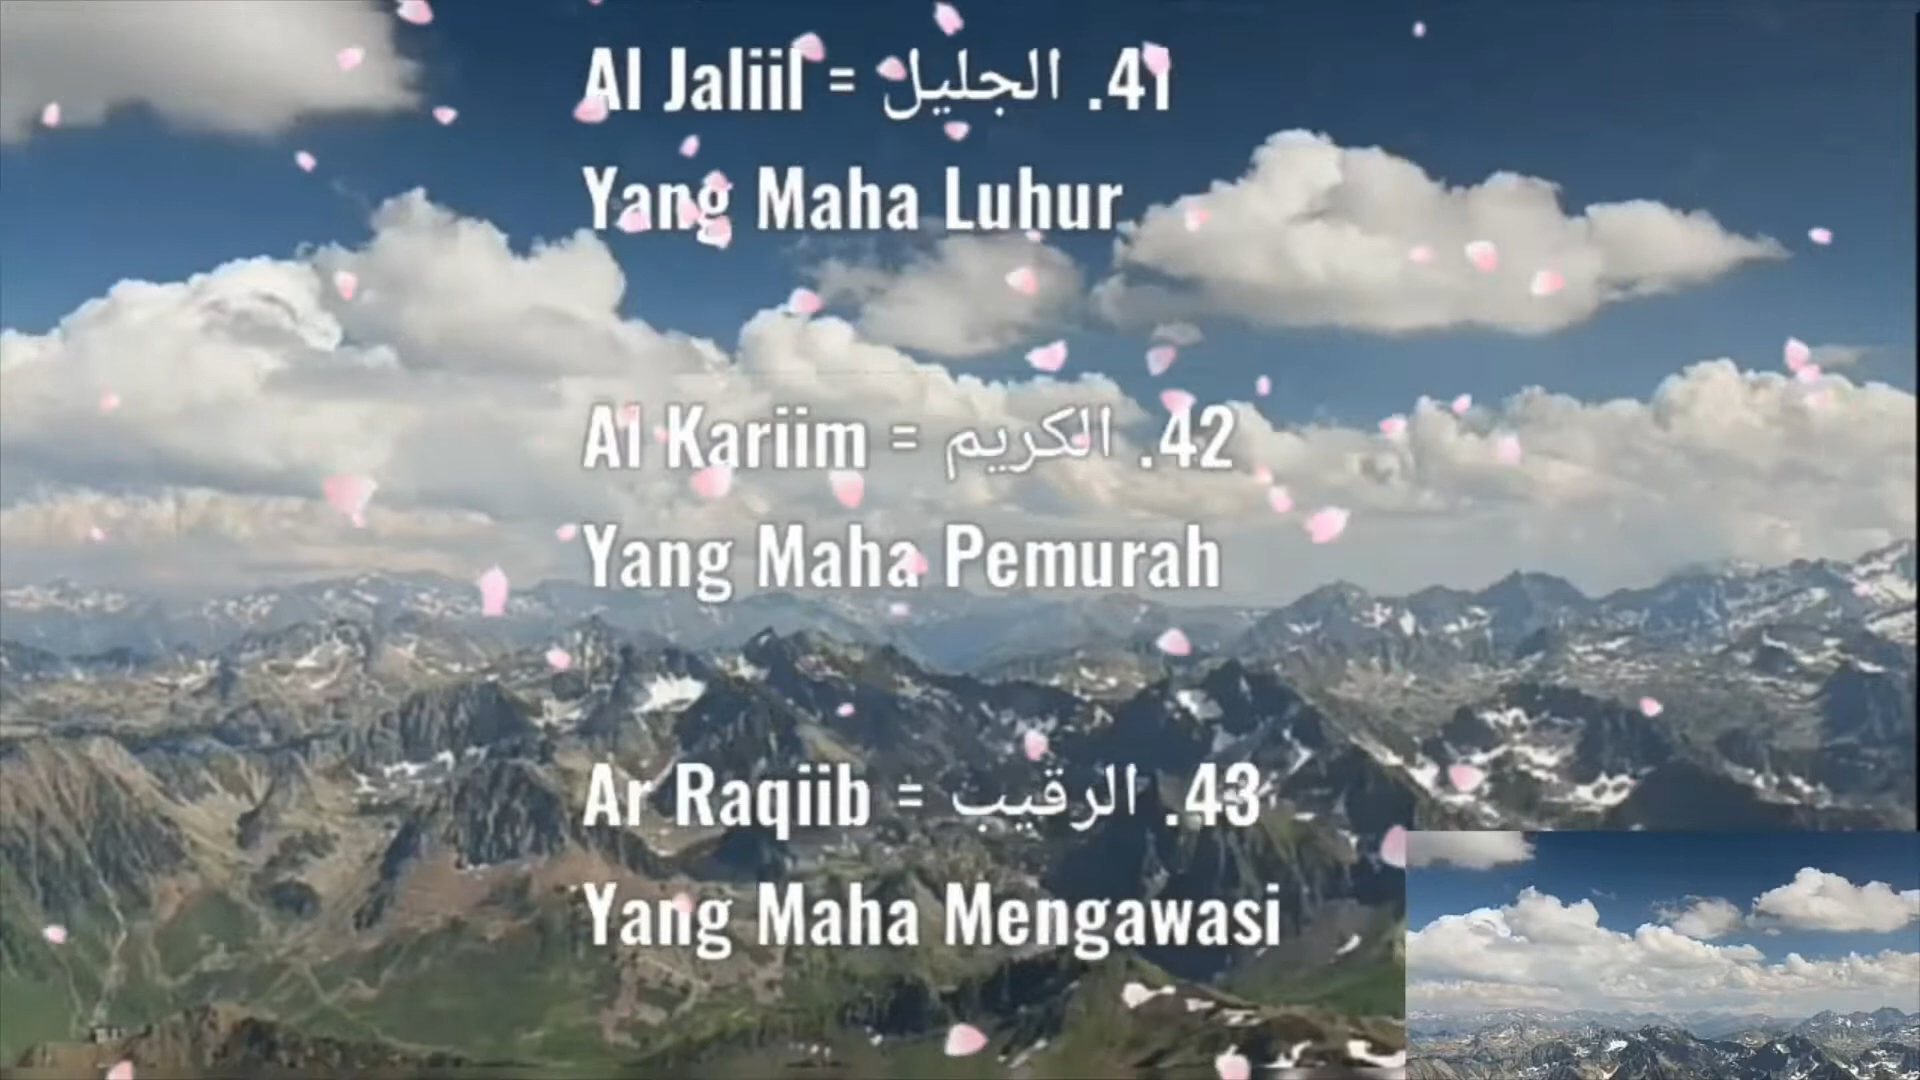 Al Jaliil = الجليل .41
Yang Maha Luhur
Al Kariim = الكريم .42
Yang Maha Pemurah
Ar Raqiib = الرقيب .43
Yang Maha Mengawasi